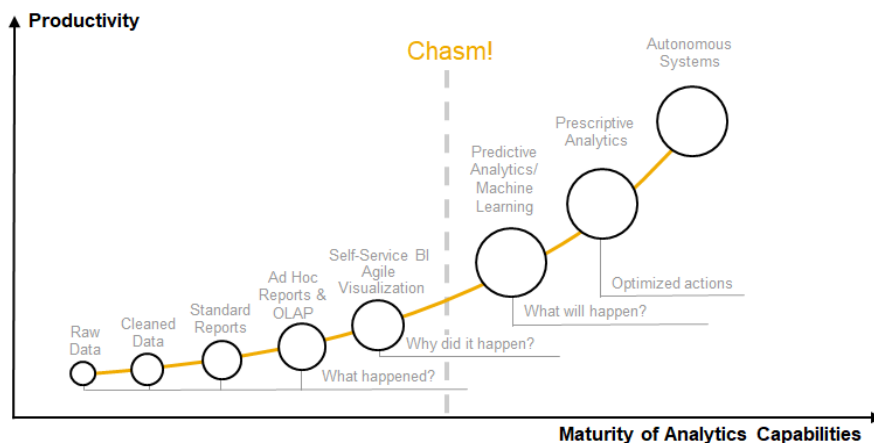 Productivity
Chasm!
Autonomous
Systems
Prescriptive
Analytics
Predictive
Analytics/
Machine
Learning
Self-Service BI
Agile
Visualization
Ad Hoc
Reports &
OLAP
Standard
Reports
Cleaned
Data
Raw
Data
Optimized actions
What will happen?
Why did it happen?
What happened?
Maturity of Analytics Capabilities